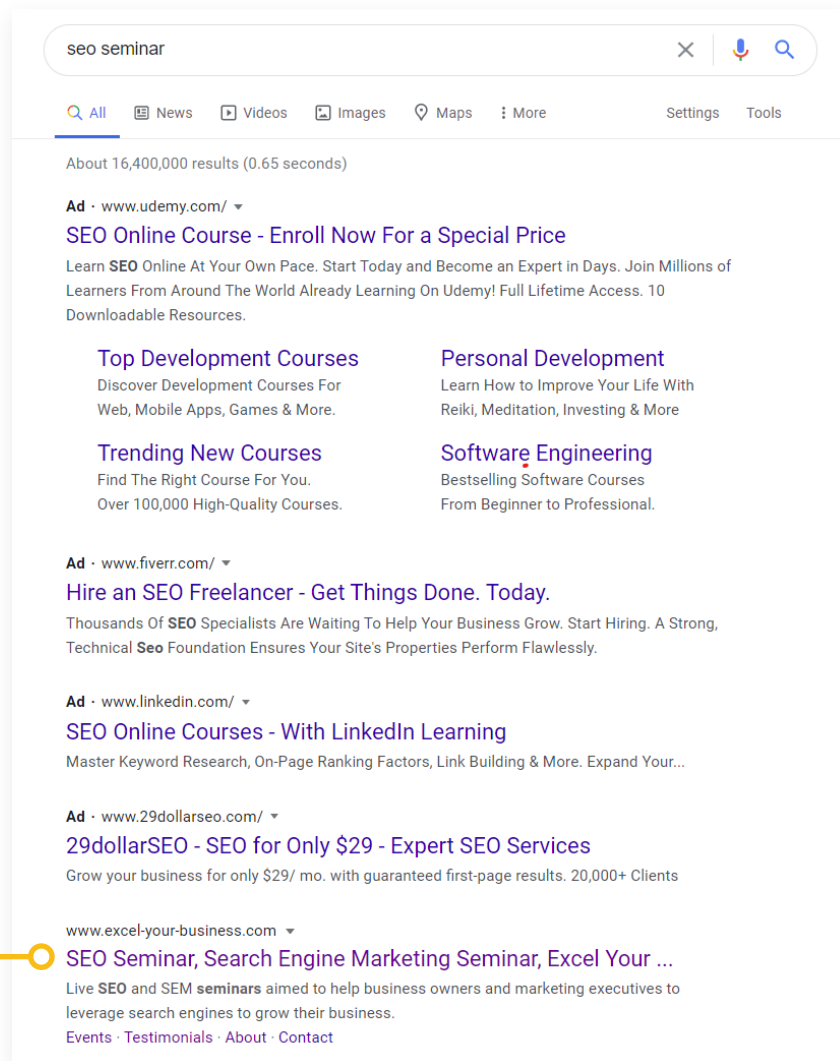 seo seminar
All News Videos Images Maps More Settings Tools
About 16,400,000 results (0.65 seconds)
Ad · www.udemy.com/
SEO Online Course - Enroll Now For a Special Price
Learn SEO Online At Your Own Pace. Start Today and Become an Expert in Days. Join Millions of
Learners From Around The World Already Learning On Udemy! Full Lifetime Access. 10
Downloadable Resources.
Top Development Courses
Discover Development Courses For
Web, Mobile Apps, Games & More.
Personal Development
Learn How to Improve Your Life With
Reiki, Meditation, Investing & More
Trending New Courses
Find The Right Course For You.
Over 100,000 High-Quality Courses.
Software Engineering
Bestselling Software Courses
From Beginner to Professional.
Ad · www.fiverr.com/
Hire an SEO Freelancer - Get Things Done. Today.
Thousands Of SEO Specialists Are Waiting To Help Your Business Grow. Start Hiring. A Strong,
Technical Seo Foundation Ensures Your Site's Properties Perform Flawlessly.
Ad · www.linkedin.com/
SEO Online Courses - With LinkedIn Learning
Master Keyword Research, On-Page Ranking Factors, Link Building & More. Expand Your...
Ad · www.29dollarseo.com/
29dollarSEO - SEO for Only $29 - Expert SEO Services
Grow your business for only $29/ mo. with guaranteed first-page results. 20,000+ Clients
www.excel-your-business.com
SEO Seminar, Search Engine Marketing Seminar, Excel Your ...
Live SEO and SEM seminars aimed to help business owners and marketing executives to
leverage search engines to grow their business.
Events · Testimonials · About · Contact